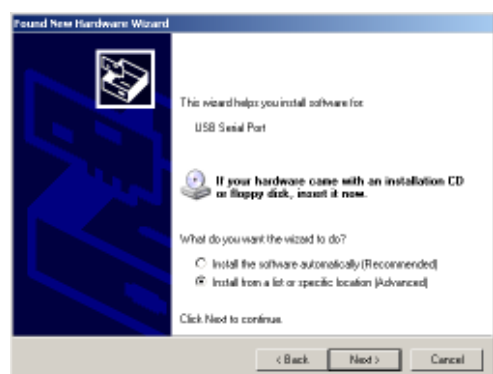 Found New Hardware Wizard
This wizard helps you install software for:
USB Serial Port
If your hardware came with an installation CD
or floppy disk, insert it now.
What do you want the wizard to do?
Install the software automatically (Recommended)
Install from a list or specific location (Advanced)
Click Next to continue.
< Back
Next >
Cancel